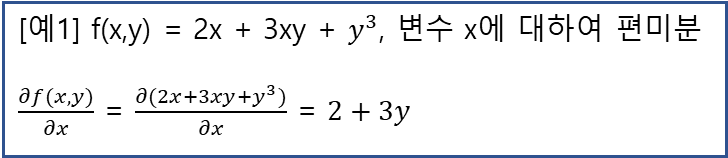 [예1] f(x,y) = 2x + 3xy + y³, 변수 x에 대하여 편미분
∂f(x,y)/∂x = ∂(2x+3xy+y³)/∂x = 2 + 3y